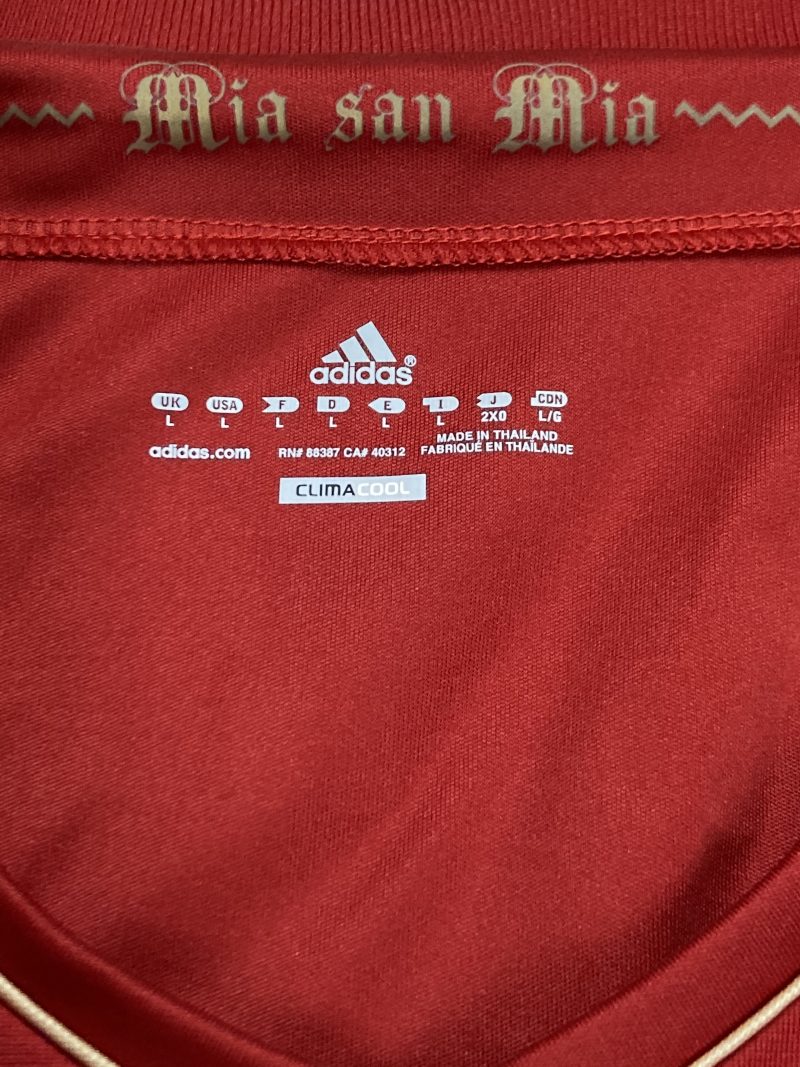 Mia san Mia
adidas®
UK USA F D E I J CDN
L L L L L L 2XO L/G
adidas.com RN# 88387 CA# 40312 MADE IN THAILAND
FABRIQUÉ EN THAÏLANDE
CLIMACOOL